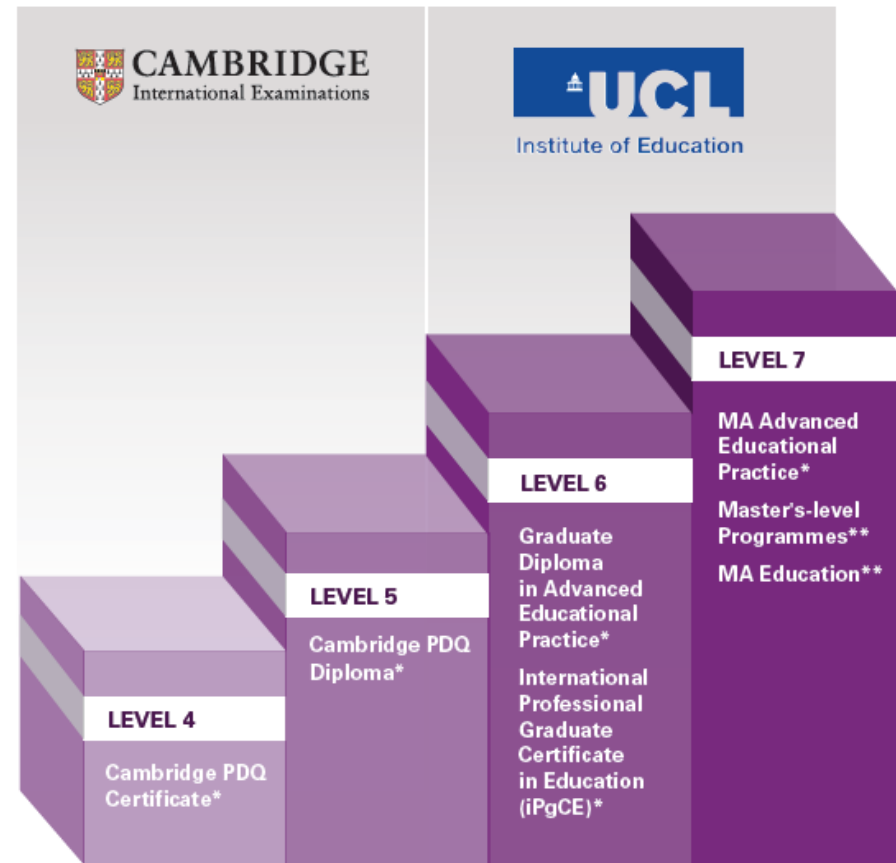 CAMBRIDGE
International Examinations
UCL
Institute of Education
LEVEL 4
Cambridge PDQ
Certificate*
LEVEL 5
Cambridge PDQ
Diploma*
LEVEL 6
Graduate
Diploma
in Advanced
Educational
Practice*
International
Professional
Graduate
Certificate
in Education
(iPgCE)*
LEVEL 7
MA Advanced
Educational
Practice*
Master's-level
Programmes**
MA Education**